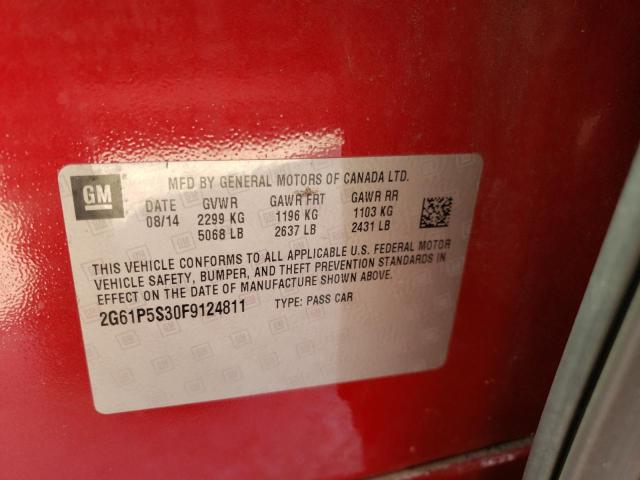 GM
MFD BY GENERAL MOTORS OF CANADA LTD.
DATE GVWR GAWR FRT GAWR RR
08/14 2299 KG 1196 KG 1103 KG
5068 LB 2637 LB 2431 LB
THIS VEHICLE CONFORMS TO ALL APPLICABLE U.S. FEDERAL MOTOR
VEHICLE SAFETY, BUMPER, AND THEFT PREVENTION STANDARDS IN
EFFECT ON THE DATE OF MANUFACTURE SHOWN ABOVE.
2G61P5S30F9124811 TYPE: PASS CAR